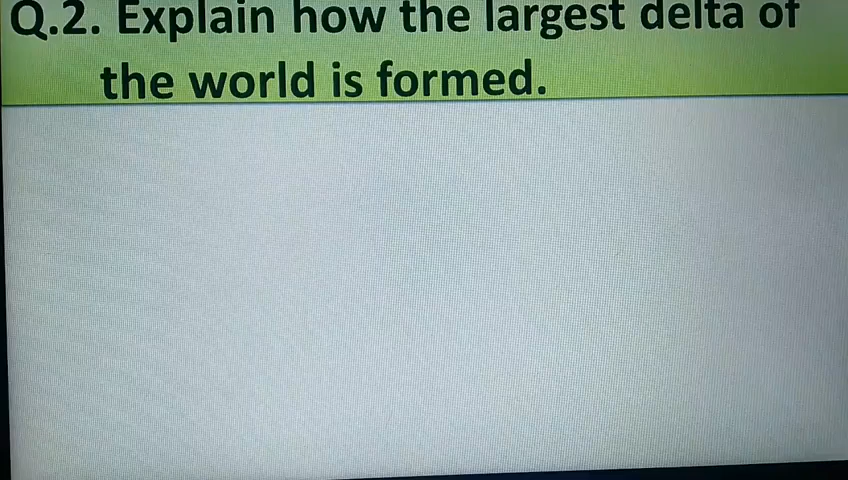 Q.2. Explain how the largest delta of
the world is formed.